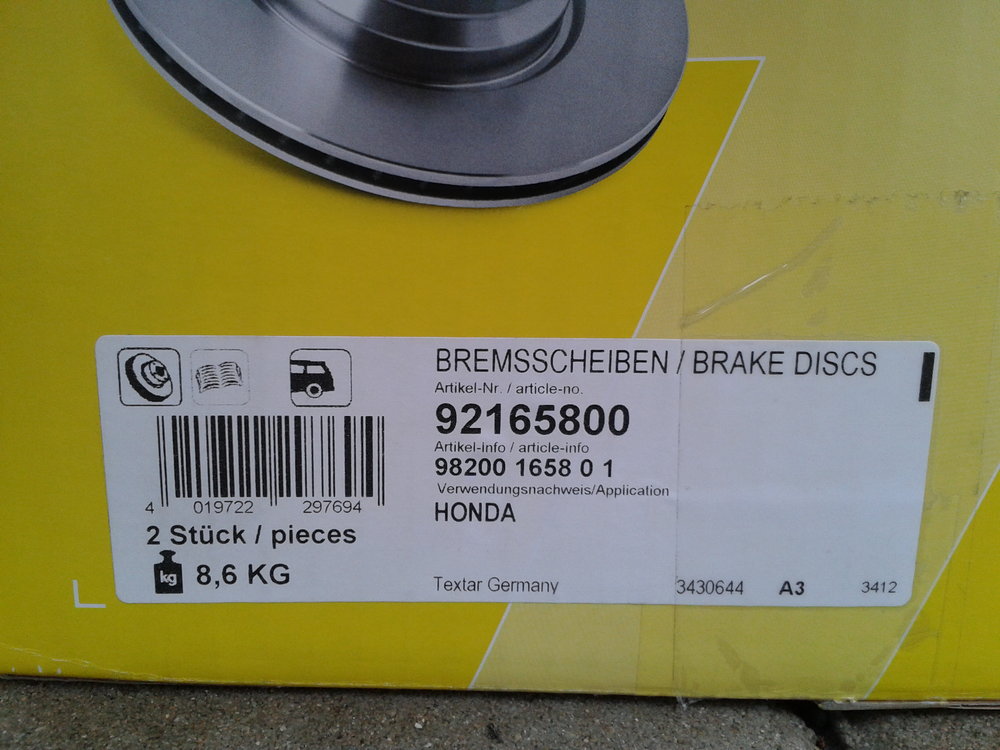 BREMSSCHEIBEN / BRAKE DISCS
Artikel-Nr. / article-no.
92165800
Artikel-info / article-info
98200 1658 0 1
Verwendungsnachweis/Application
HONDA
4 019722 297694
2 Stück / pieces
kg 8,6 KG
Textar Germany 3430644 A3 3412